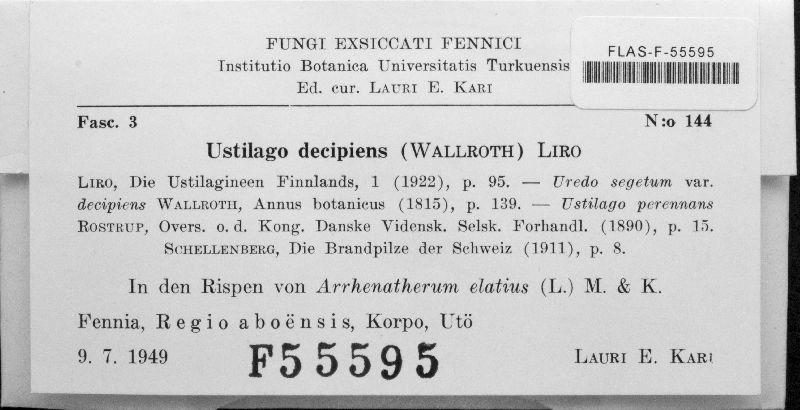 FUNGI EXSICCATI FENNICI
Institutio Botanica Universitatis Turkuensis
Ed. cur. LAURI E. KARI
FLAS-F-55595
Fasc. 3 N:o 144
Ustilago decipiens (WALLROTH) LIRO
LIRO, Die Ustilagineen Finnlands, 1 (1922), p. 95. — Uredo segetum var.
decipiens WALLROTH, Annus botanicus (1815), p. 139. — Ustilago perennans
ROSTRUP, Overs. o. d. Kong. Danske Vidensk. Selsk. Forhandl. (1890), p. 15.
SCHELLENBERG, Die Brandpilze der Schweiz (1911), p. 8.
In den Rispen von Arrhenatherum elatius (L.) M. & K.
Fennia, Regio aboënsis, Korpo, Utö
9. 7. 1949 F55595 LAURI E. KARI